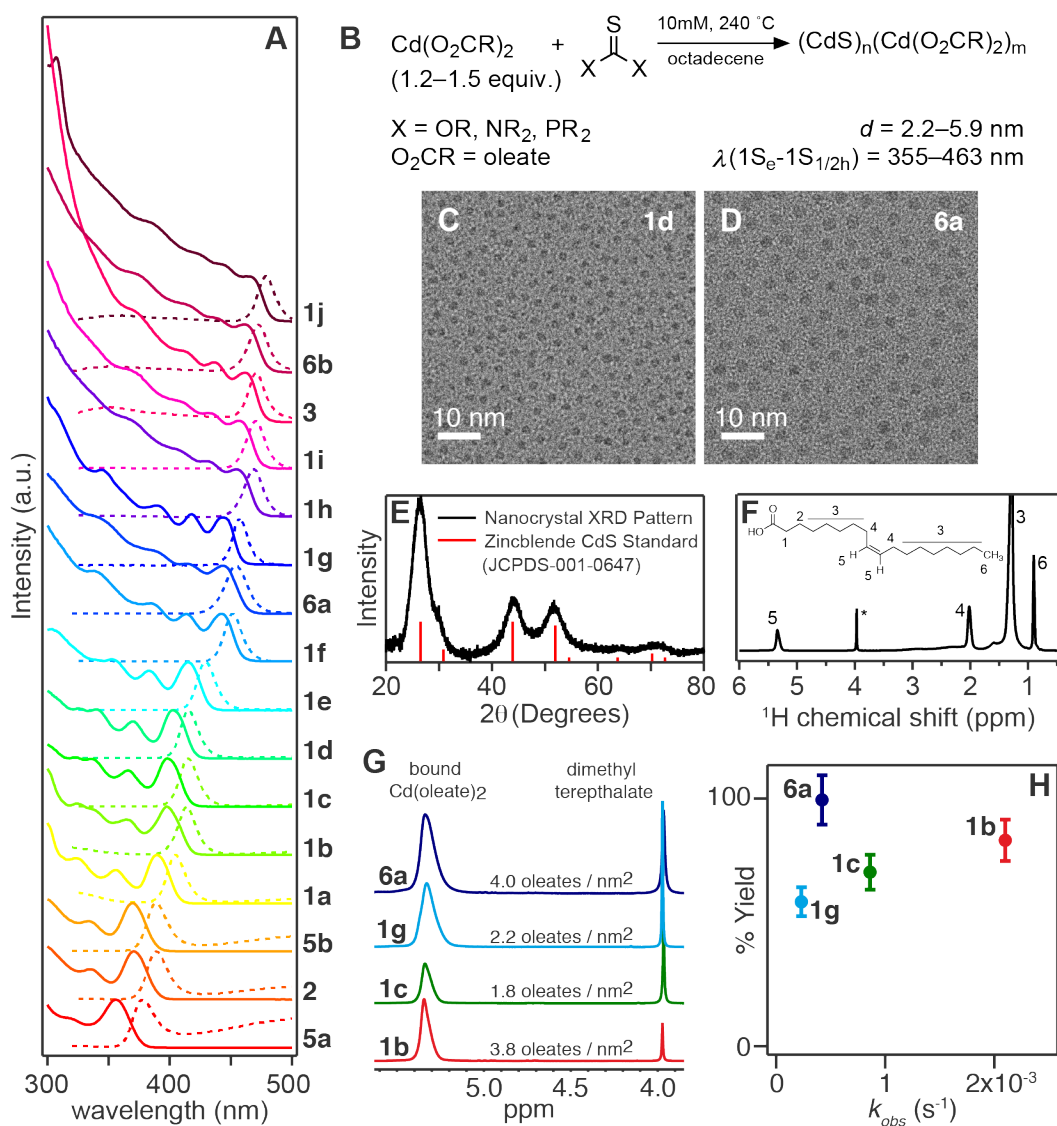 A
1j
6b
3
1i
1h
1g
6a
1f
1e
1d
1c
1b
1a
5b
2
5a
Intensity (a.u.)
300
400
500
wavelength (nm)
B
Cd(O2CR)2
+
S
X
X
10mM, 240 ˚C
octadecene
(CdS)n(Cd(O2CR)2)m
(1.2–1.5 equiv.)
X = OR, NR2, PR2
O2CR = oleate
d = 2.2–5.9 nm
λ(1Se-1S1/2h) = 355–463 nm
C
1d
10 nm
D
6a
10 nm
E
Nanocrystal XRD Pattern
Zincblende CdS Standard
(JCPDS-001-0647)
Intensity
20
40
60
80
2θ (Degrees)
F
O
HO
1
2
3
4
5
H
H
5
4
3
CH3
6
5
*
4
3
6
6
5
4
3
2
1
1H chemical shift (ppm)
G
bound
Cd(oleate)2
dimethyl
terepthalate
6a
4.0 oleates / nm2
1g
2.2 oleates / nm2
1c
1.8 oleates / nm2
1b
3.8 oleates / nm2
5.0
4.5
4.0
ppm
H
6a
1b
1c
1g
100
0
% Yield
0
1
2x10-3
kobs (s-1)